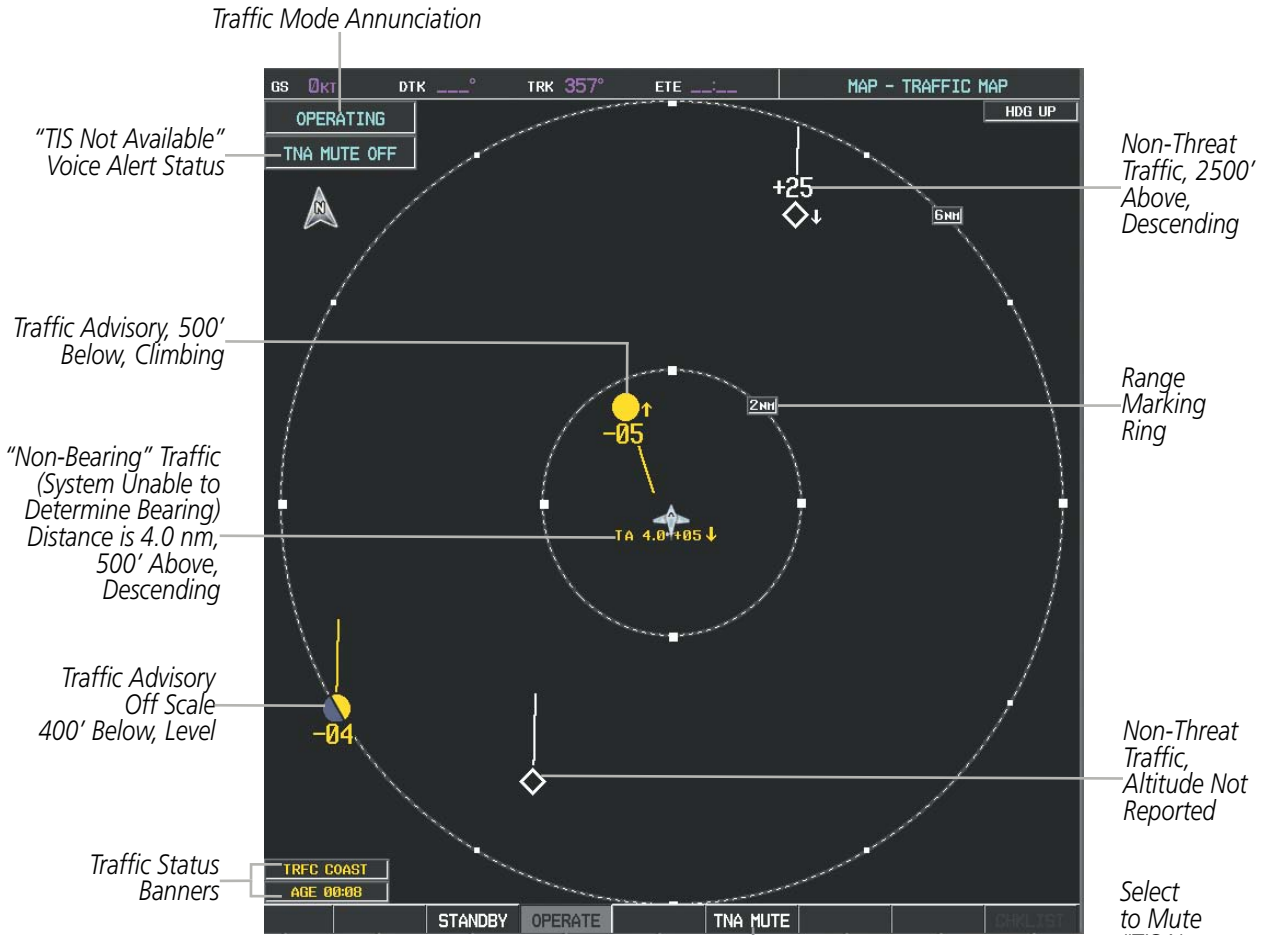 Traffic Mode Annunciation
GS 0KT DTK ___° TRK 357° ETE __:__ MAP - TRAFFIC MAP
OPERATING
HDG UP
TNA MUTE OFF
"TIS Not Available"
Voice Alert Status
N
+25
6NM
Non-Threat
Traffic, 2500'
Above,
Descending
Traffic Advisory, 500'
Below, Climbing
-05
2NM
Range
Marking
Ring
"Non-Bearing" Traffic
(System Unable to
Determine Bearing)
Distance is 4.0 nm,
500' Above,
Descending
TA 4.0 +05
Traffic Advisory
Off Scale
400' Below, Level
-04
Non-Threat
Traffic,
Altitude Not
Reported
Traffic Status
Banners
TRFC COAST
AGE 00:08
STANDBY OPERATE TNA MUTE CHKLIST
Select
to Mute